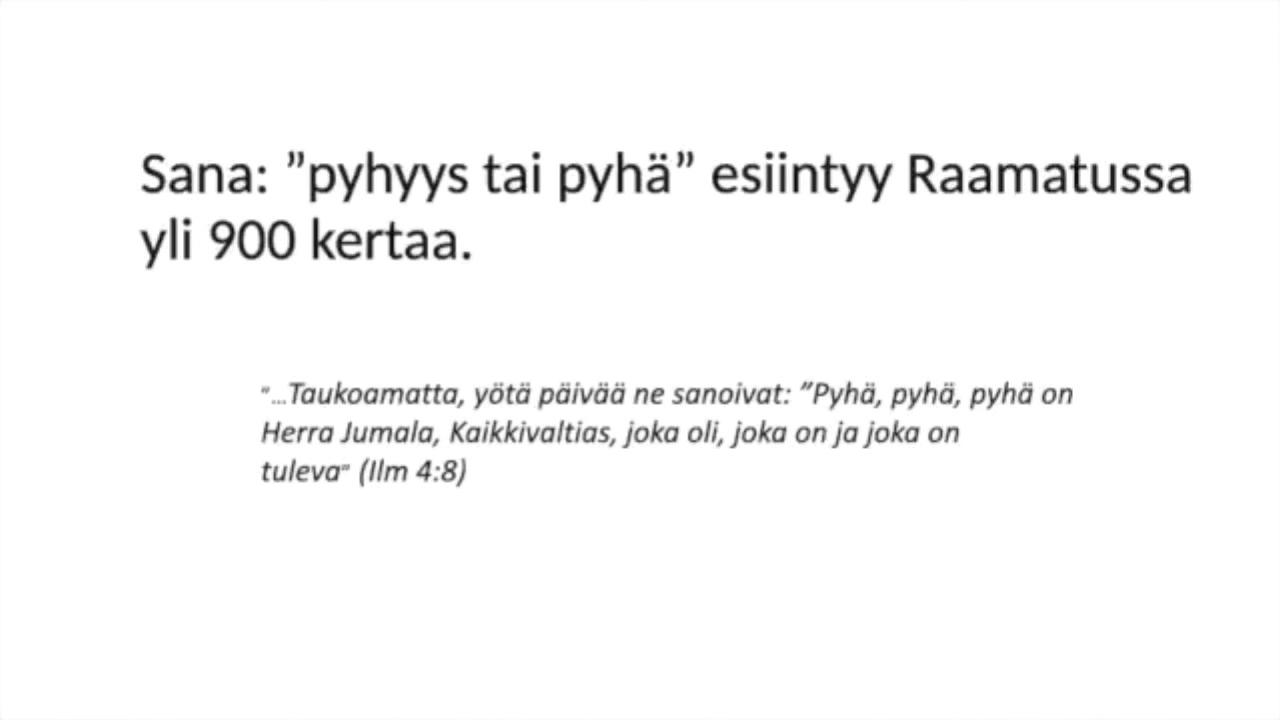 Sana: ”pyhyys tai pyhä” esiintyy Raamatussa
yli 900 kertaa.
”…Taukoamatta, yötä päivää ne sanoivat: ”Pyhä, pyhä, pyhä on
Herra Jumala, Kaikkivaltias, joka oli, joka on ja joka on
tuleva” (Ilm 4:8)